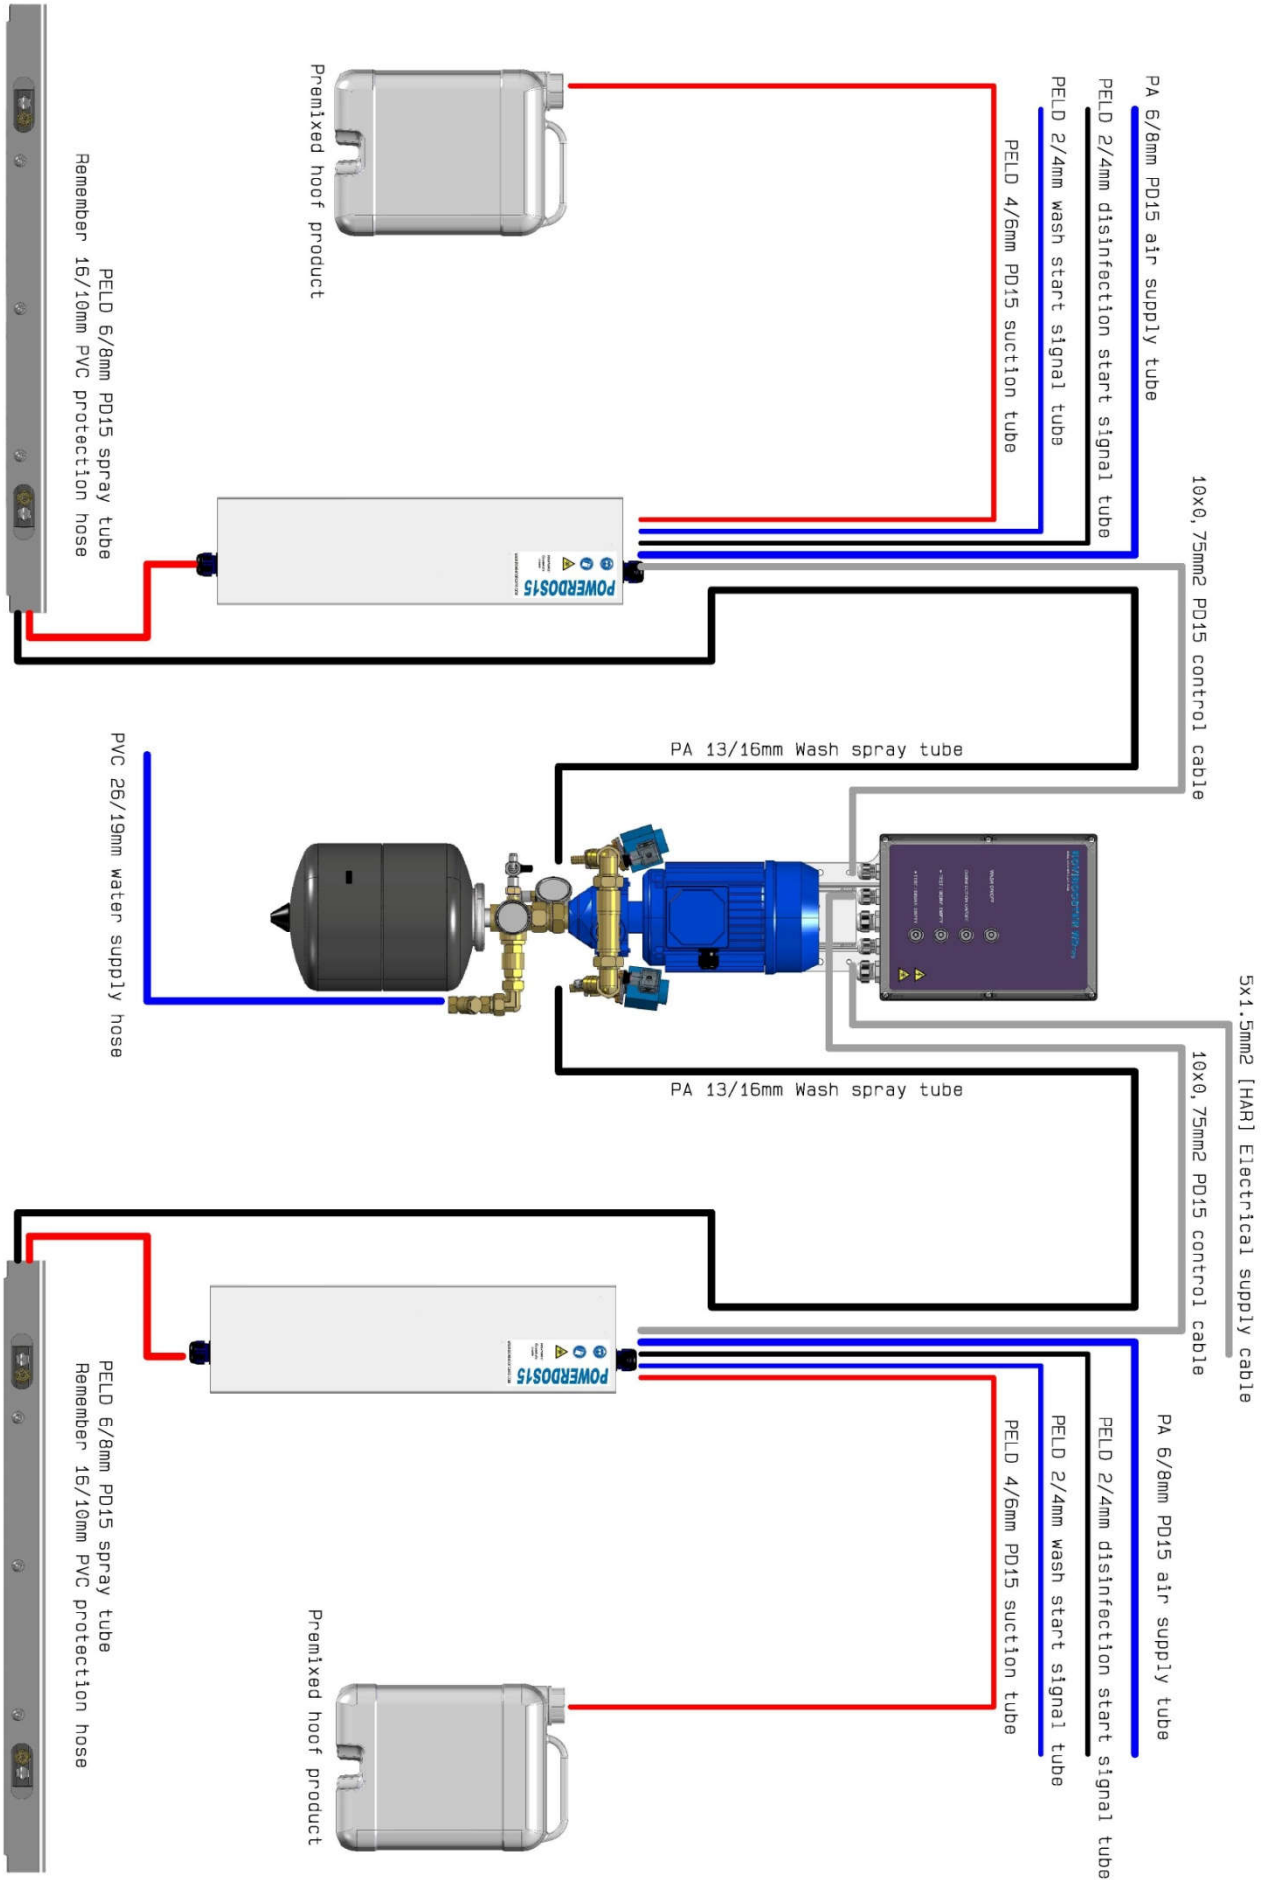 5x1.5mm2 [HAR] Electrical supply cable
10x0,75mm2 PD15 control cable
10x0,75mm2 PD15 control cable
PA 6/8mm PD15 air supply tube
PELD 2/4mm disinfection start signal tube
PELD 2/4mm wash start signal tube
PELD 4/6mm PD15 suction tube
PA 6/8mm PD15 air supply tube
PELD 2/4mm disinfection start signal tube
PELD 2/4mm wash start signal tube
PELD 4/6mm PD15 suction tube
PA 13/16mm Wash spray tube
PA 13/16mm Wash spray tube
POWERDOS15
POWERDOS15
Premixed hoof product
Premixed hoof product
PVC 26/19mm water supply hose
PELD 6/8mm PD15 spray tube
Remember 16/10mm PVC protection hose
PELD 6/8mm PD15 spray tube
Remember 16/10mm PVC protection hose